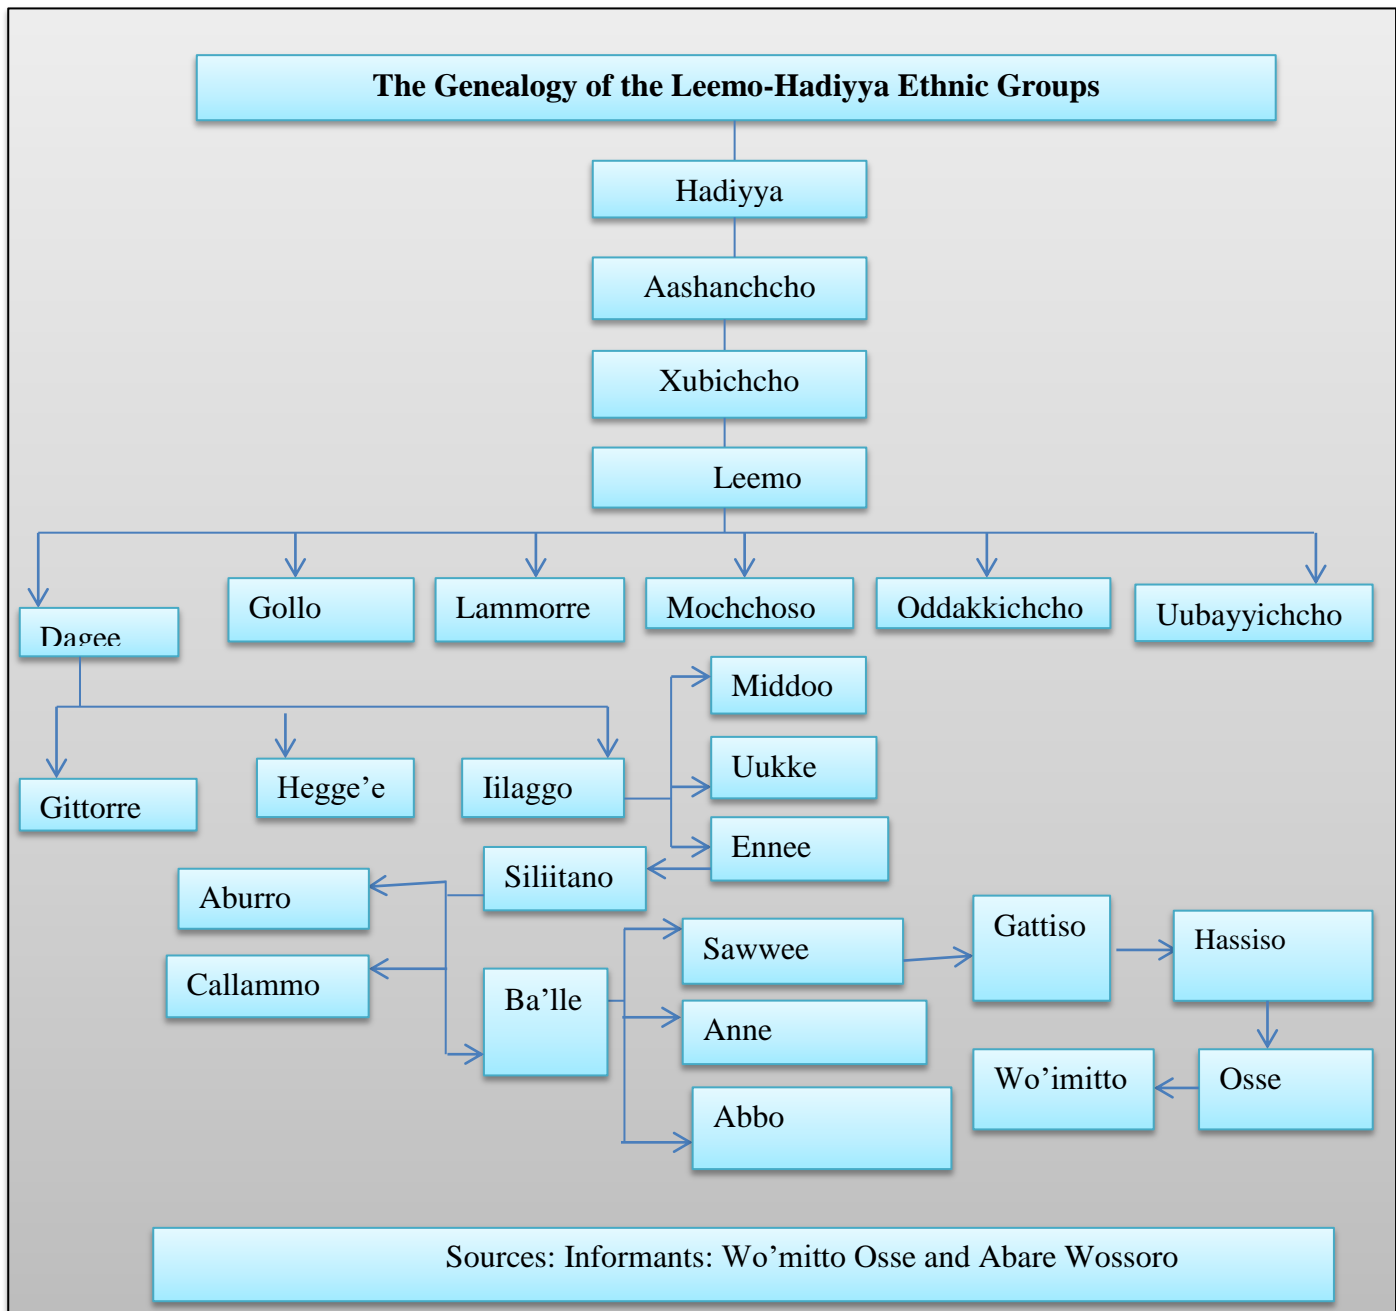 The Genealogy of the Leemo-Hadiyya Ethnic Groups
Hadiyya
Aashanchcho
Xubichcho
Leemo
Dagee
Gollo
Lammorre
Mochchoso
Oddakkichcho
Uubayyichcho
Gittorre
Hegge’e
Iilaggo
Middoo
Uukke
Ennee
Siliitano
Aburro
Callammo
Ba’lle
Sawwee
Anne
Abbo
Gattiso
Hassiso
Osse
Wo’imitto
Sources: Informants: Wo’mitto Osse and Abare Wossoro